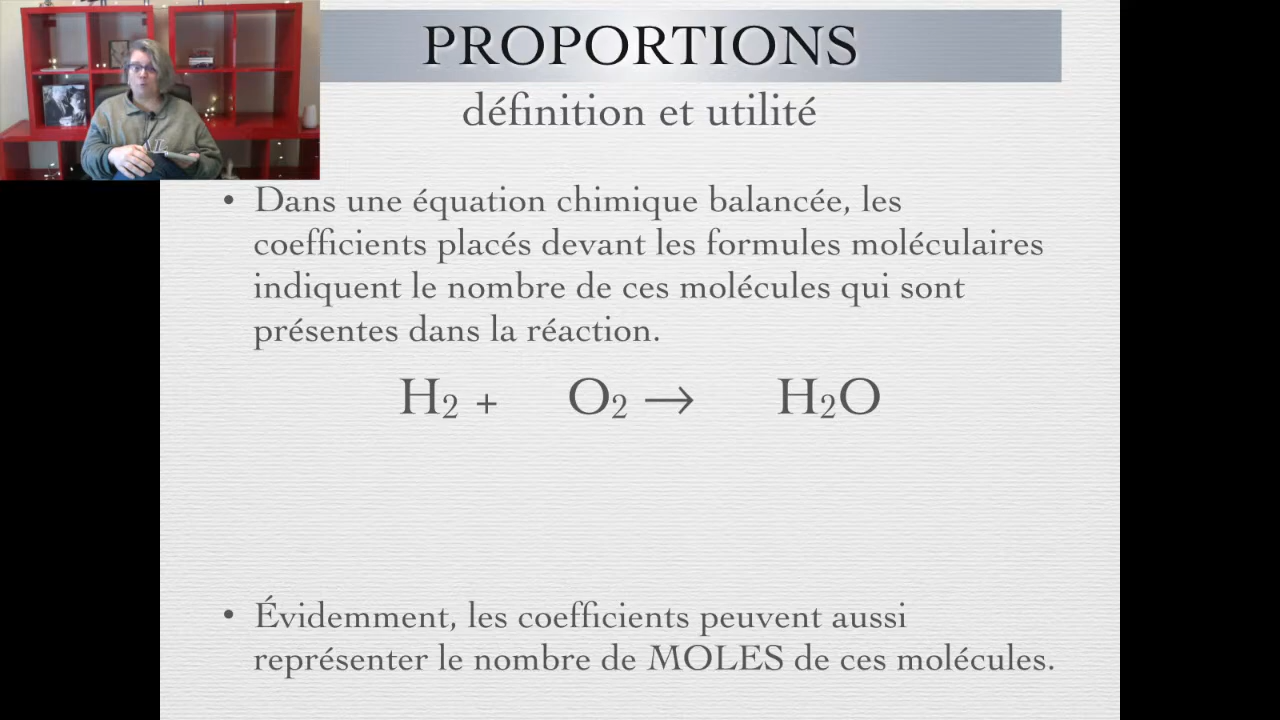 PROPORTIONS
définition et utilité
• Dans une équation chimique balancée, les
coefficients placés devant les formules moléculaires
indiquent le nombre de ces molécules qui sont
présentes dans la réaction.
H₂ + O₂ → H₂O
• Évidemment, les coefficients peuvent aussi
représenter le nombre de MOLES de ces molécules.